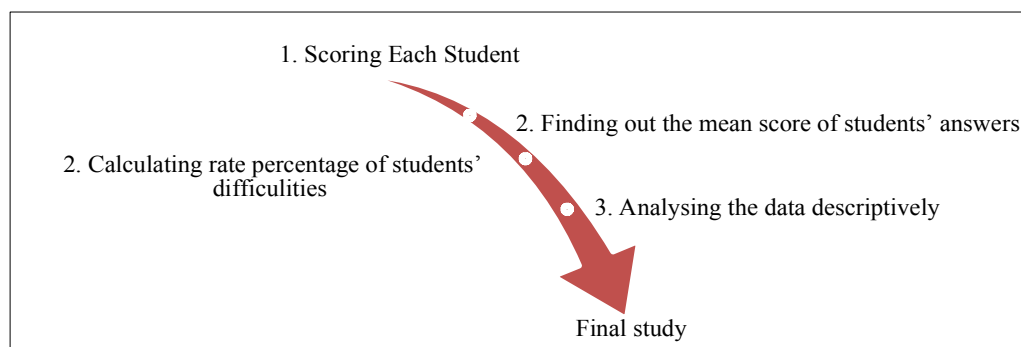 1. Scoring Each Student
2. Finding out the mean score of students’ answers
2. Calculating rate percentage of students’
difficulities
3. Analysing the data descriptively
Final study